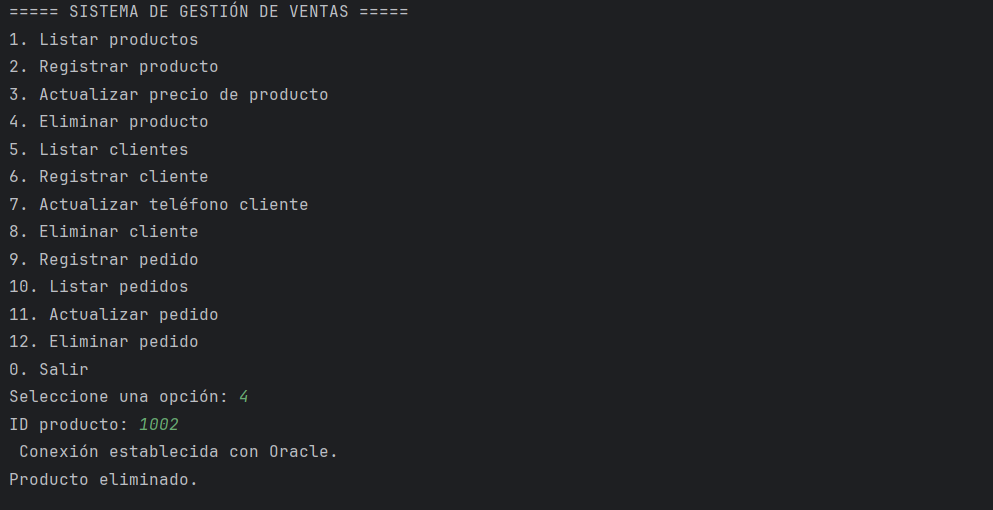 ===== SISTEMA DE GESTIÓN DE VENTAS =====
1. Listar productos
2. Registrar producto
3. Actualizar precio de producto
4. Eliminar producto
5. Listar clientes
6. Registrar cliente
7. Actualizar teléfono cliente
8. Eliminar cliente
9. Registrar pedido
10. Listar pedidos
11. Actualizar pedido
12. Eliminar pedido
0. Salir
Seleccione una opción: 4
ID producto: 1002
 Conexión establecida con Oracle.
Producto eliminado.